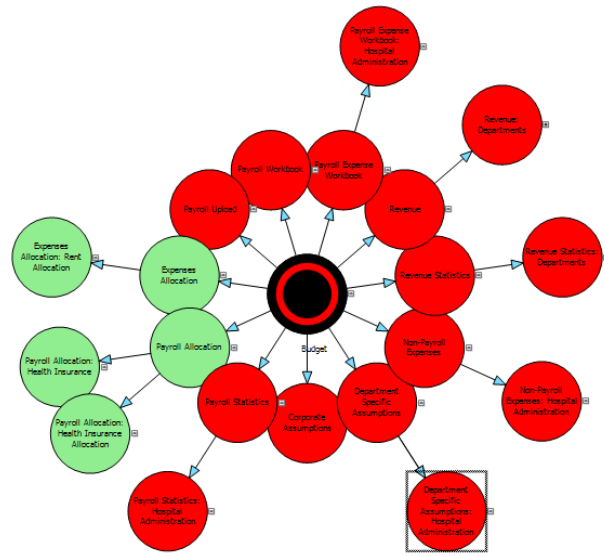 Payroll Expense
Workbook:
Hospital
Administration
Revenue:
Departments
Payroll Workbook
Payroll Expense
Workbook
Payroll Upload
Revenue
Expenses
Allocation: Rent
Allocation
Expenses
Allocation
Revenue Statistics
Revenue Statistics:
Departments
Budget
Payroll Allocation
Non-Payroll
Expenses
Payroll Allocation:
Health Insurance
Payroll Allocation:
Health Insurance
Allocation
Payroll Statistics
Corporate
Assumptions
Department
Specific
Assumptions
Non-Payroll
Expenses: Hospital
Administration
Payroll Statistics:
Hospital
Administration
Department
Specific
Assumptions:
Hospital
Administration